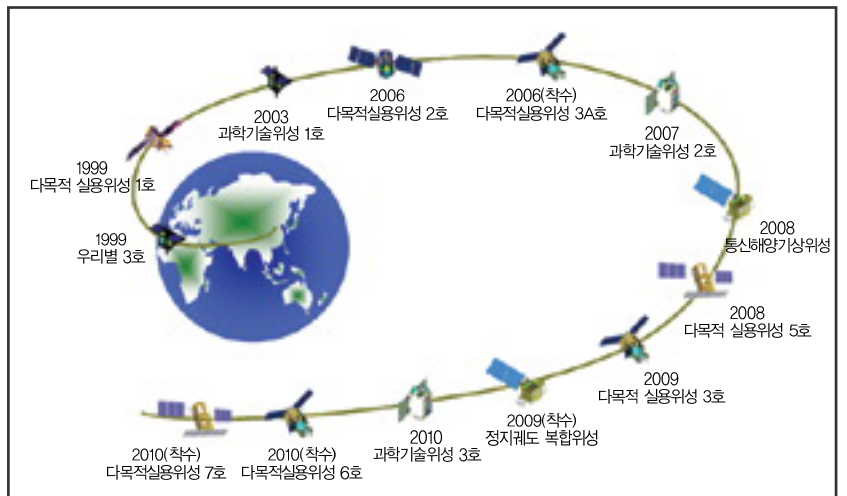 1999
우리별 3호
1999
다목적 실용위성 1호
2003
과학기술위성 1호
2006
다목적실용위성 2호
2006(착수)
다목적실용위성 3A호
2007
과학기술위성 2호
2008
통신해양기상위성
2008
다목적 실용위성 5호
2009
다목적 실용위성 3호
2009(착수)
정지궤도 복합위성
2010
과학기술위성 3호
2010(착수)
다목적실용위성 6호
2010(착수)
다목적실용위성 7호